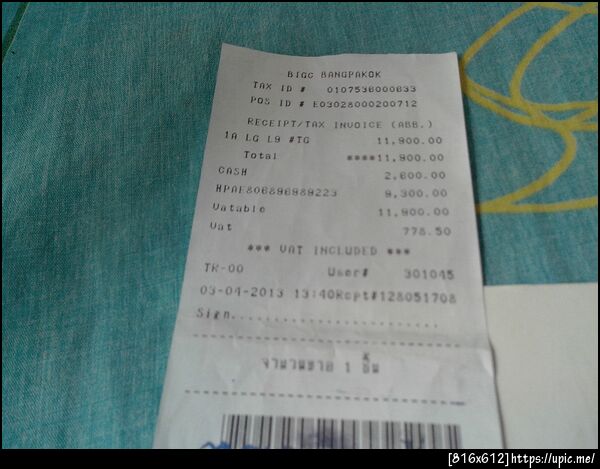 BIGC BANGPAKOK
TAX ID # 0107536000633
POS ID # E03028000200712
RECEIPT/TAX INVOICE (ABB.)
1A LG L9 #TG 11,900.00
Total ****11,900.00
CASH 2,600.00
HPAE806896989223 9,300.00
Vatable 11,900.00
Vat 778.50
*** VAT INCLUDED ***
TR-00 User# 301045
03-04-2013 13:40Rcpt#128051708
Sign........................
จำนวนขาย 1 ชิ้น
[816x612]https://upic.me/